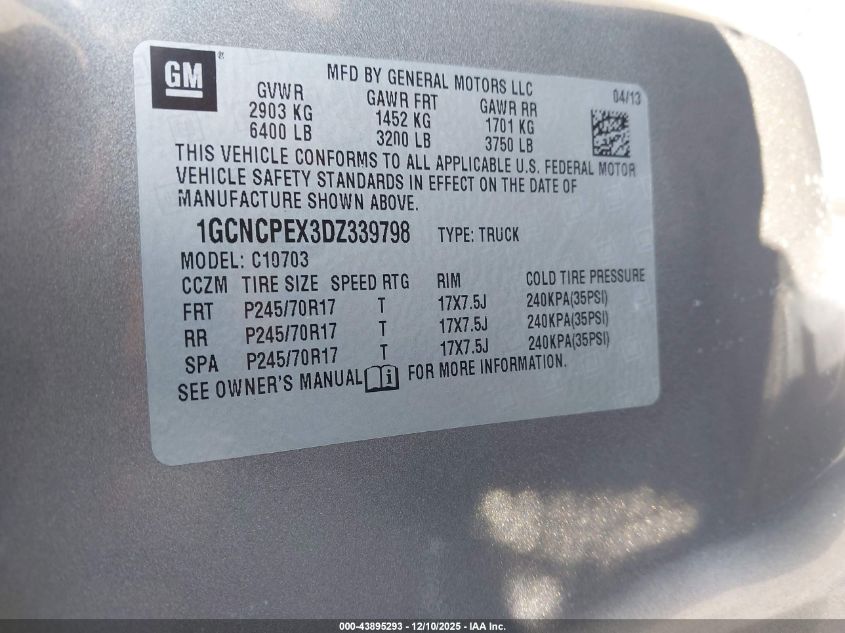 GM
MFD BY GENERAL MOTORS LLC
04/13
GVWR GAWR FRT GAWR RR
2903 KG 1452 KG 1701 KG
6400 LB 3200 LB 3750 LB
THIS VEHICLE CONFORMS TO ALL APPLICABLE U.S. FEDERAL MOTOR
VEHICLE SAFETY STANDARDS IN EFFECT ON THE DATE OF
MANUFACTURE SHOWN ABOVE.
1GCNCPEX3DZ339798 TYPE: TRUCK
MODEL: C10703
CCZM TIRE SIZE SPEED RTG RIM COLD TIRE PRESSURE
FRT P245/70R17 T 17X7.5J 240KPA(35PSI)
RR P245/70R17 T 17X7.5J 240KPA(35PSI)
SPA P245/70R17 T 17X7.5J 240KPA(35PSI)
SEE OWNER'S MANUAL i FOR MORE INFORMATION.
000-43895293 — 12/10/2025 — IAA Inc.